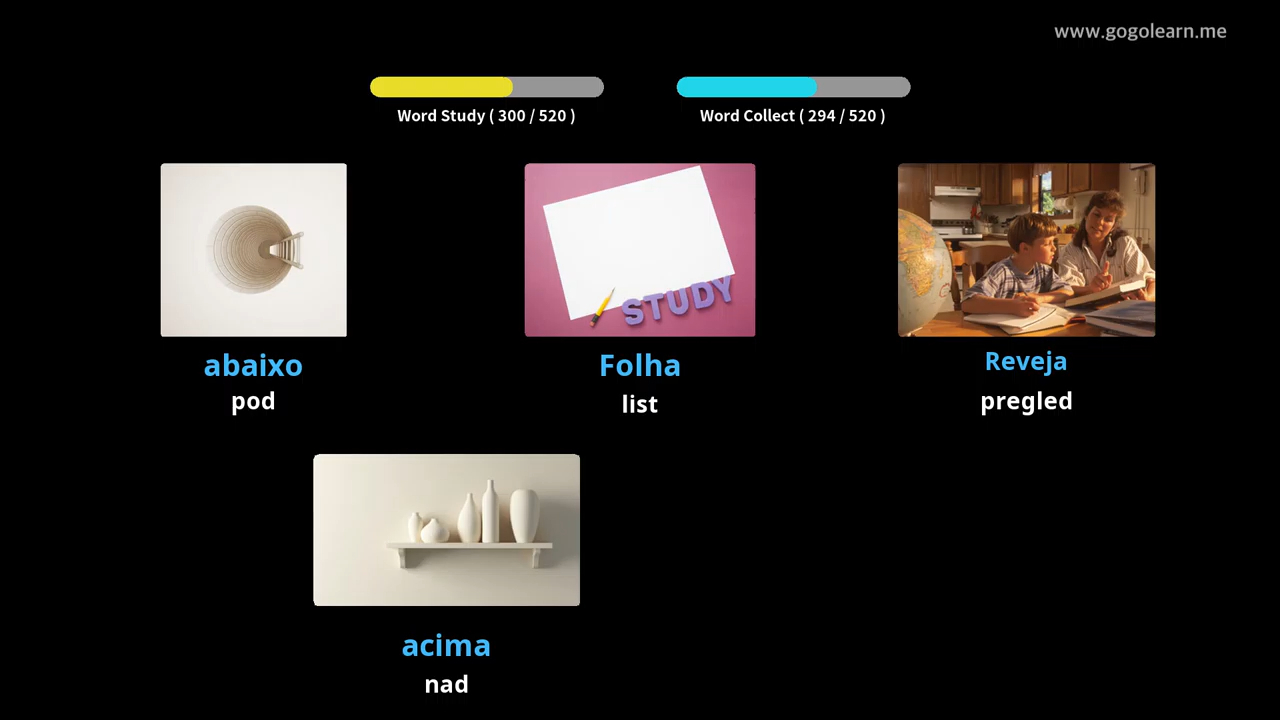 www.gogolearn.me
Word Study ( 300 / 520 )
Word Collect ( 294 / 520 )
STUDY
abaixo
pod
Folha
list
Reveja
pregled
acima
nad